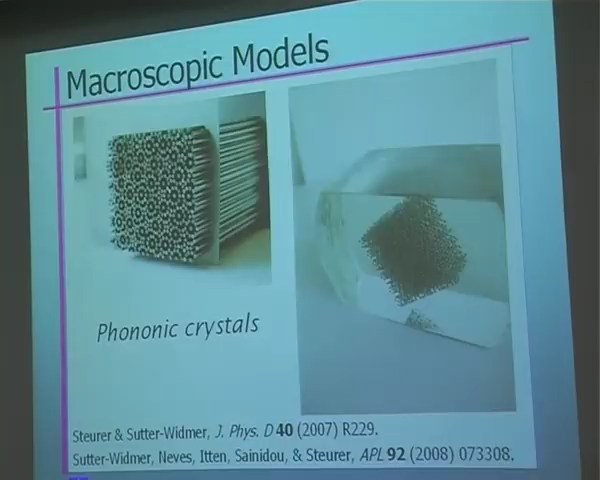 Macroscopic Models
Phononic crystals
Steurer & Sutter-Widmer, J. Phys. D 40 (2007) R229.
Sutter-Widmer, Neves, Itten, Sainidou, & Steurer, APL 92 (2008) 073308.